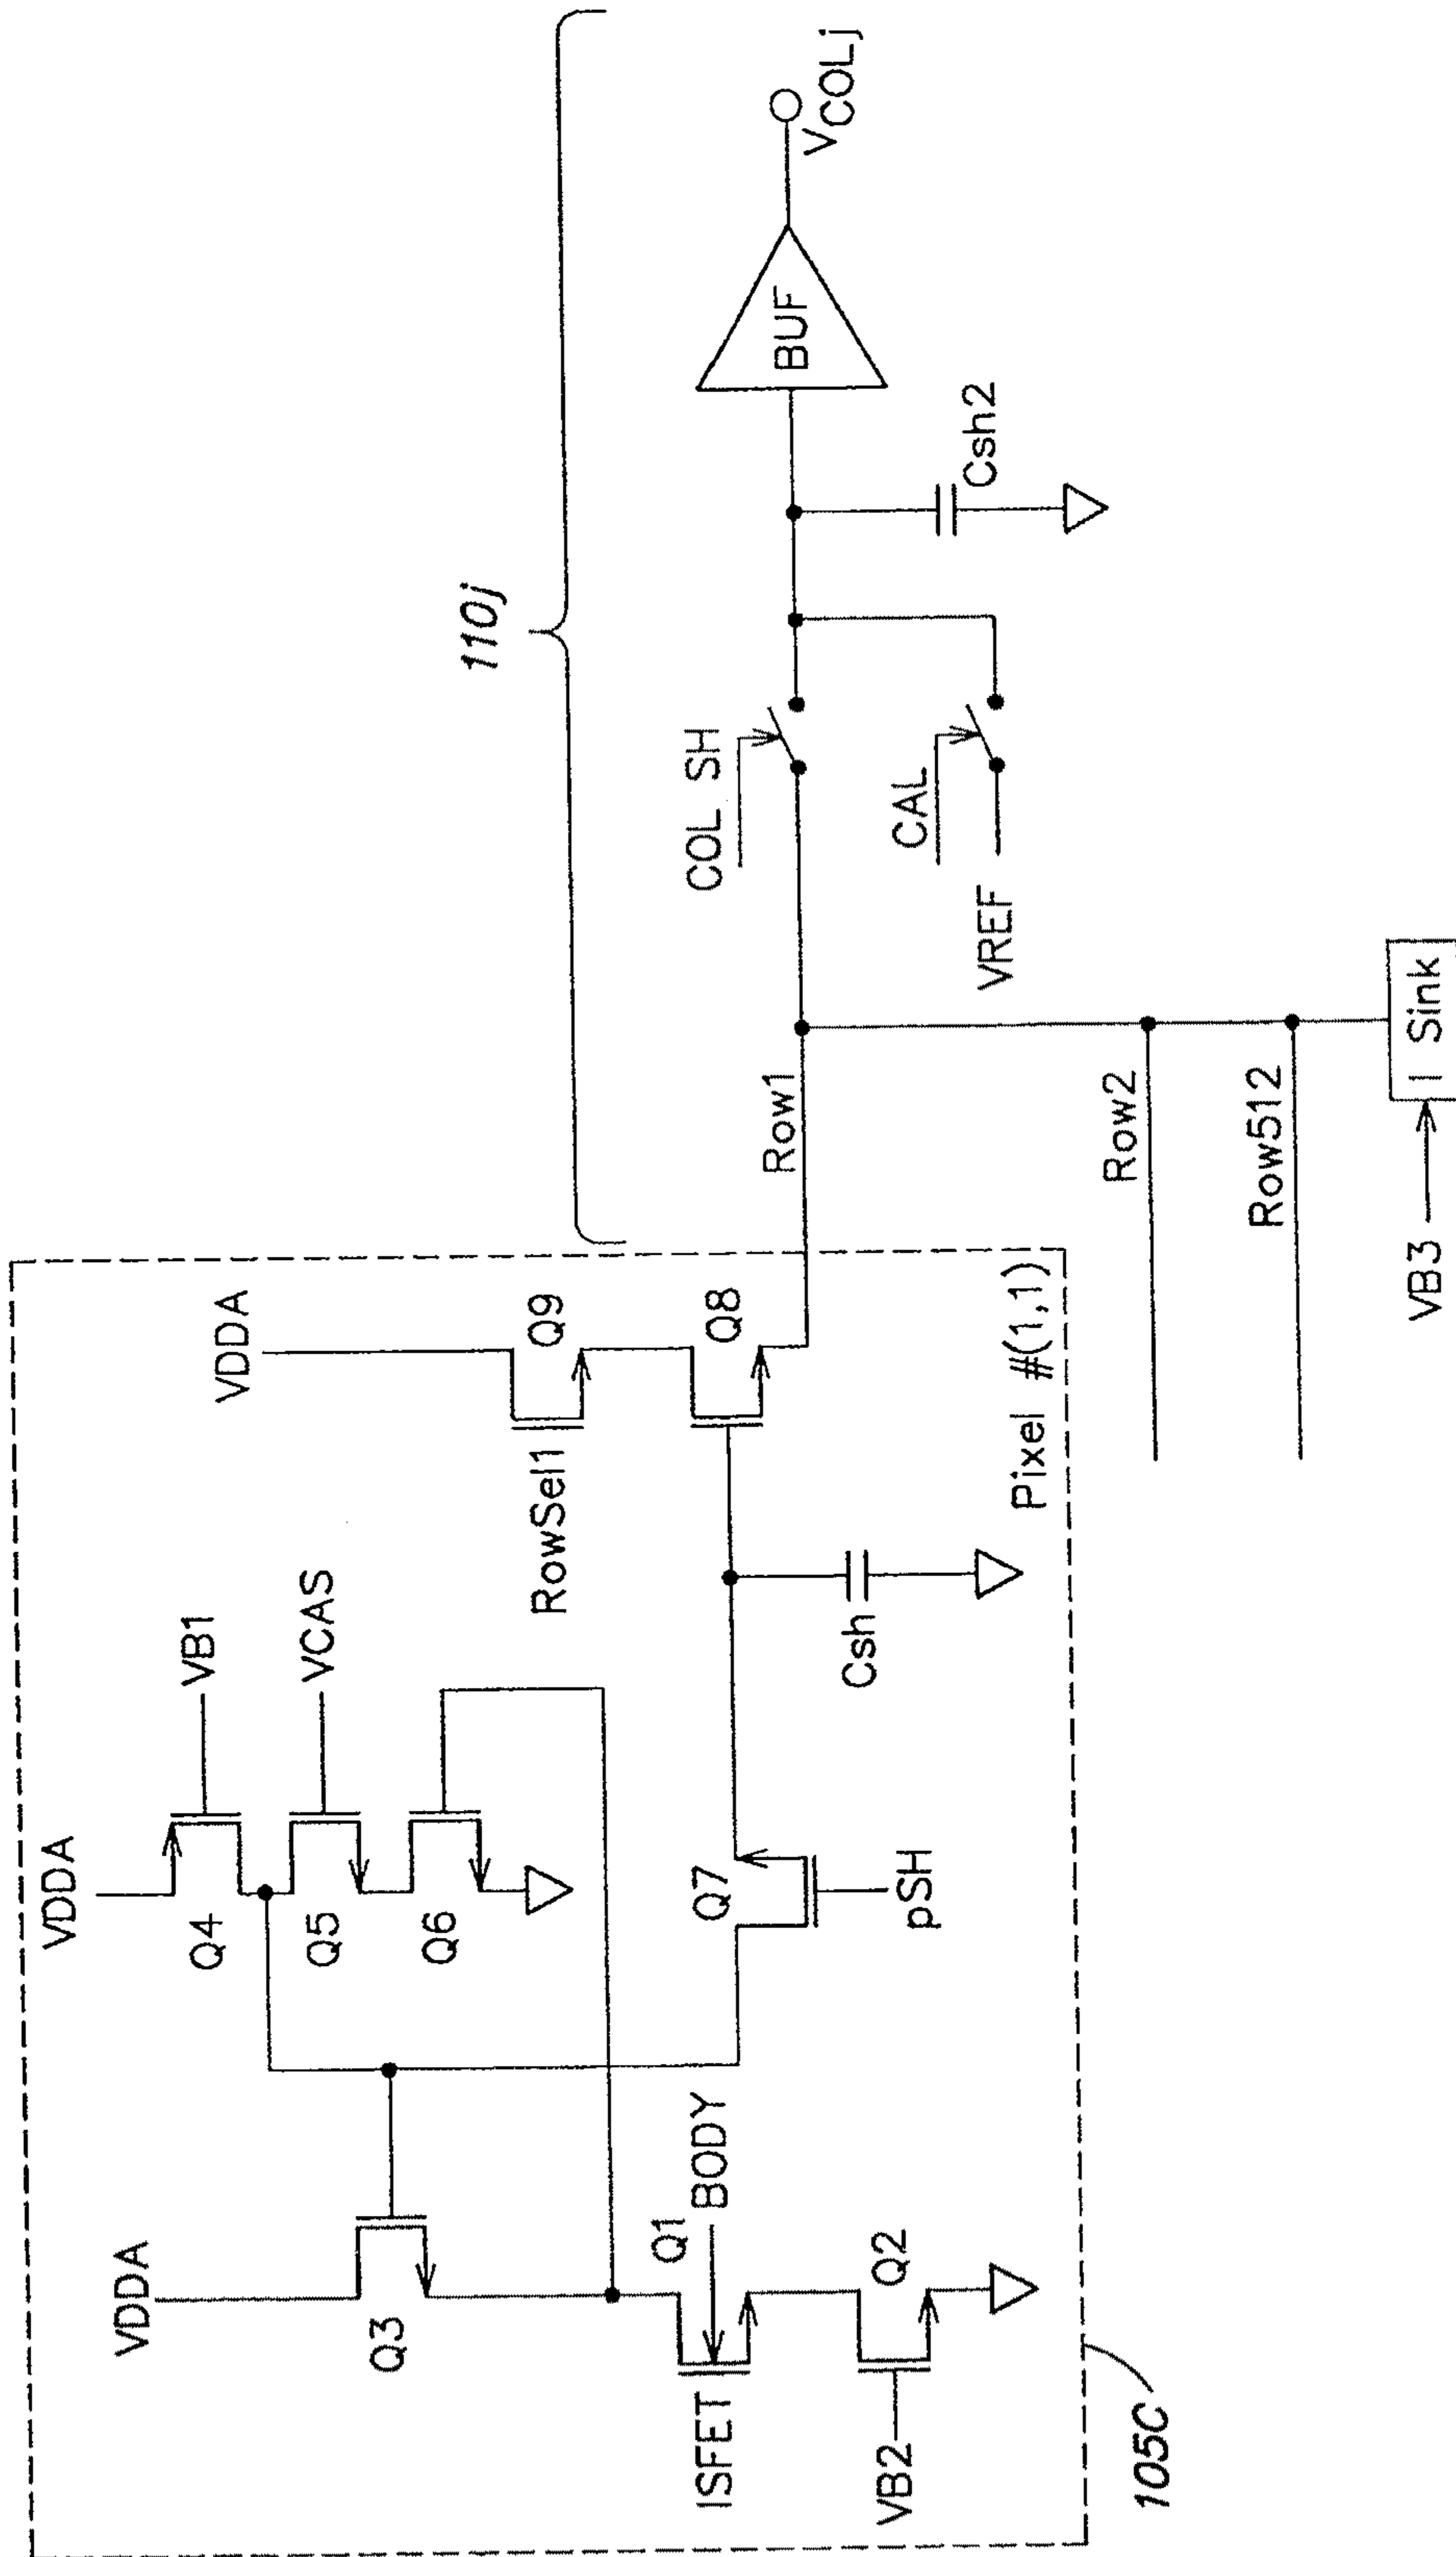 110j
VDDA
VDDA
VB1
VCAS
VDDA
Q4
Q5
Q6
Q3
RowSel1
Q9
Q8
Q7
pSH
Csh
Q1
BODY
ISFET
VB2
Q2
Pixel #(1,1)
105C
Row1
Row2
Row512
VB3
I Sink
COL SH
CAL
VREF
Csh2
BUF
VCOLj